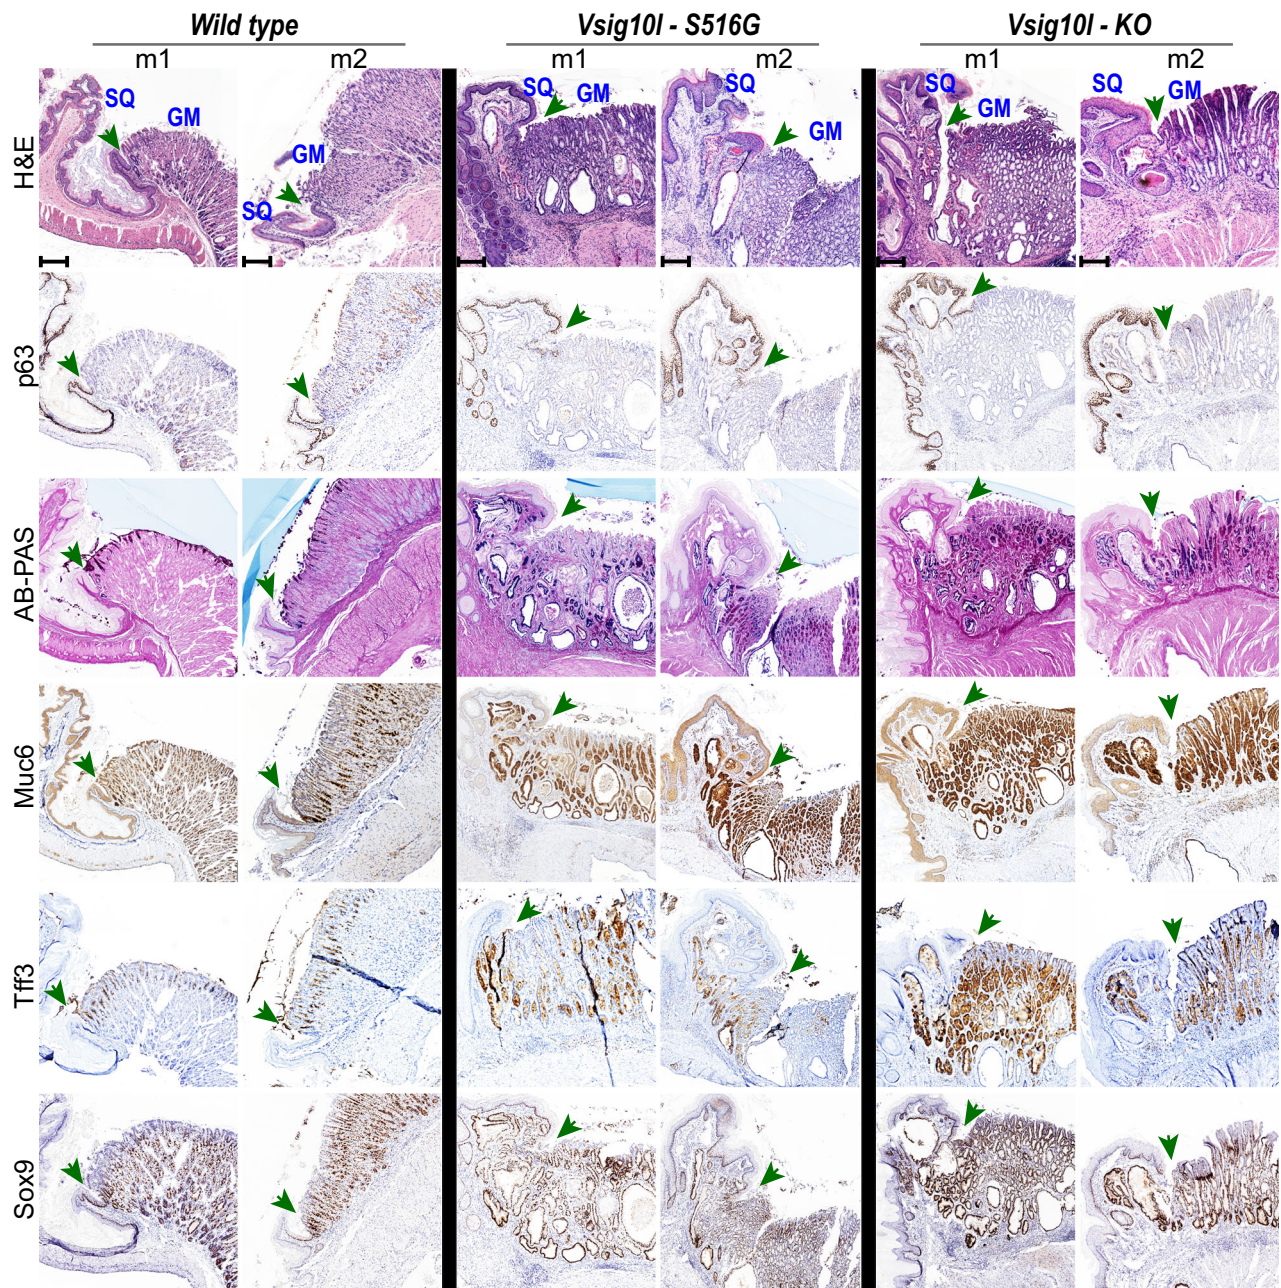 Wild type Vsig10l - S516G Vsig10l - KO
m1 m2 m1 m2 m1 m2
H&E
SQ GM SQ GM SQ GM SQ GM SQ GM SQ GM
p63
AB-PAS
Muc6
Tff3
Sox9